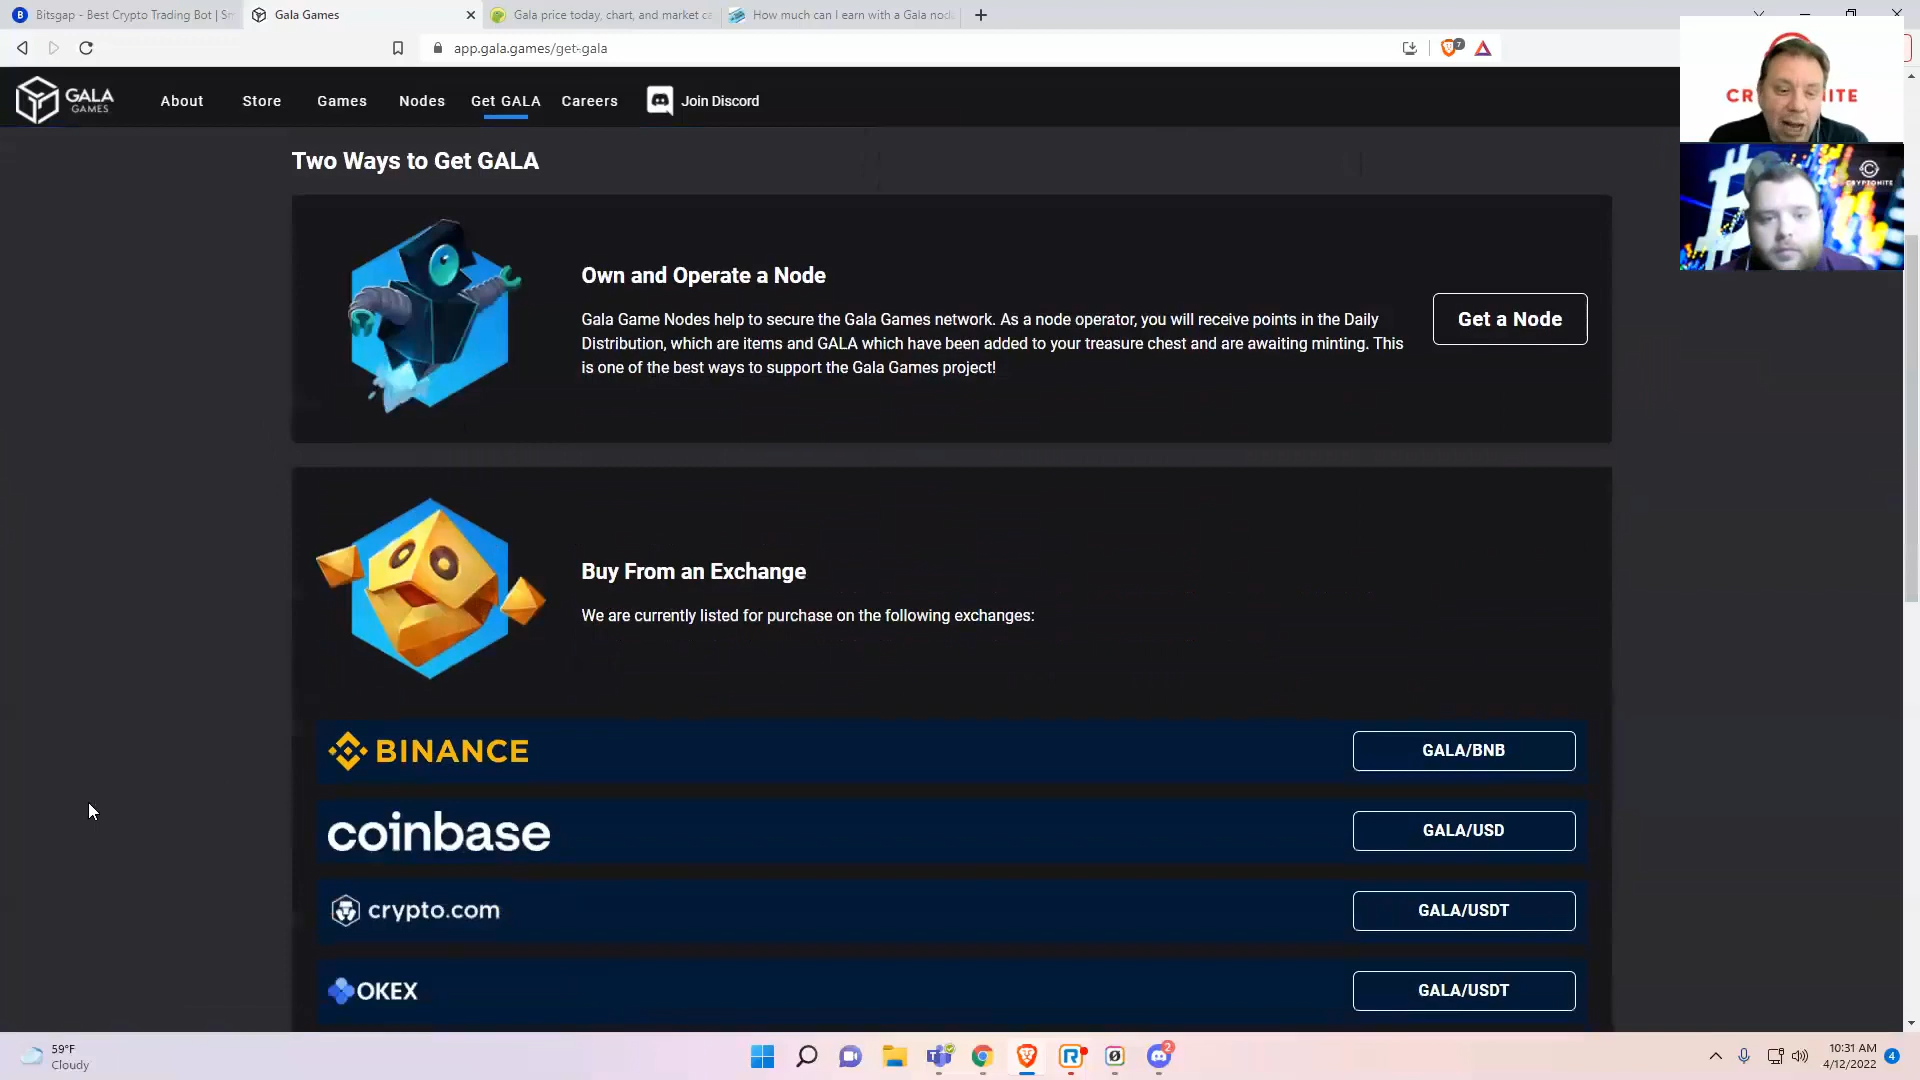 Bitsgap - Best Crypto Trading Bot | Sm
Gala Games
Gala price today, chart, and market ca
How much can I earn with a Gala nod
app.gala.games/get-gala
7
GALA
GAMES
About
Store
Games
Nodes
Get GALA
Careers
Join Discord
CRYPTONITE
Two Ways to Get GALA
Own and Operate a Node
Gala Game Nodes help to secure the Gala Games network. As a node operator, you will receive points in the Daily
Distribution, which are items and GALA which have been added to your treasure chest and are awaiting minting. This
is one of the best ways to support the Gala Games project!
Get a Node
Buy From an Exchange
We are currently listed for purchase on the following exchanges:
BINANCE
GALA/BNB
coinbase
GALA/USD
crypto.com
GALA/USDT
OKEX
GALA/USDT
59°F
Cloudy
2
10:31 AM
4/12/2022
4